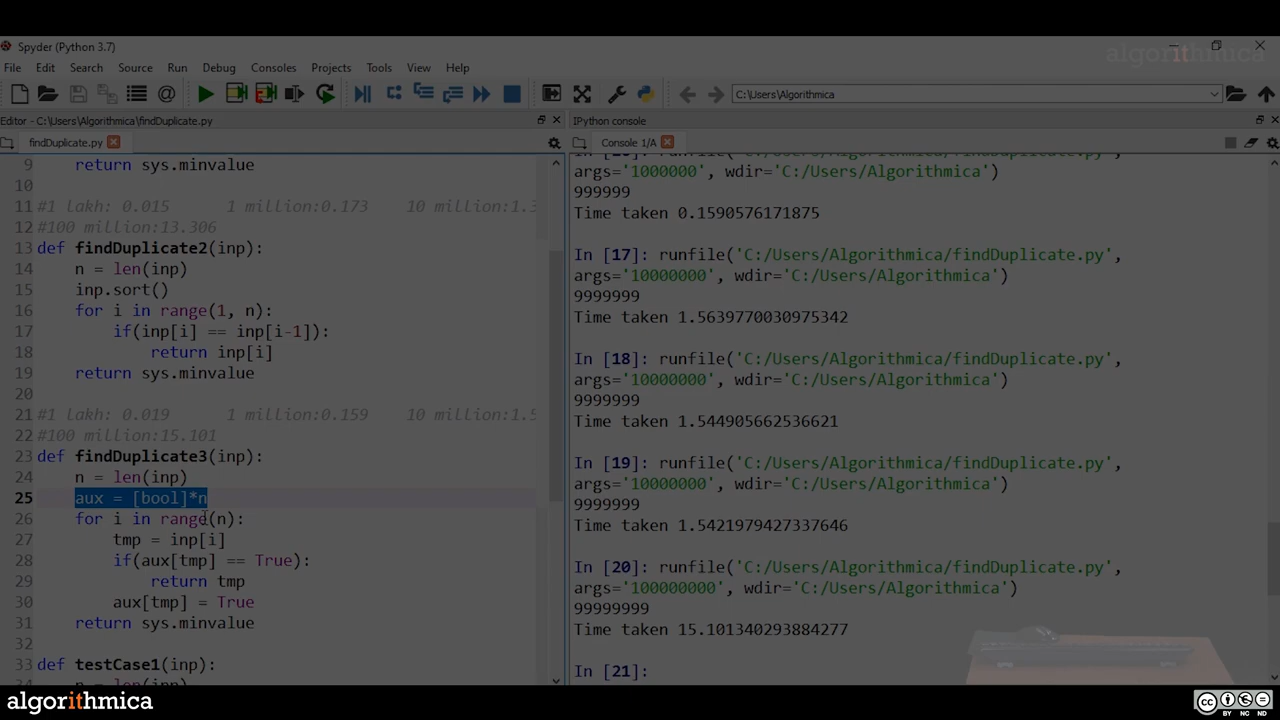 algorithmica
Spyder (Python 3.7)
File Edit Search Source Run Debug Consoles Projects Tools View Help
C:\Users\Algorithmica
Editor - C:\Users\Algorithmica\findDuplicate.py
findDuplicate.py
9 return sys.minvalue
10
11 #1 lakh: 0.015 1 million:0.173 10 million:1.
12 #100 million:13.306
13 def findDuplicate2(inp):
14 n = len(inp)
15 inp.sort()
16 for i in range(1, n):
17 if(inp[i] == inp[i-1]):
18 return inp[i]
19 return sys.minvalue
20
21 #1 lakh: 0.019 1 million:0.159 10 million:1.
22 #100 million:15.101
23 def findDuplicate3(inp):
24 n = len(inp)
25 aux = [bool]*n
26 for i in range(n):
27 tmp = inp[i]
28 if(aux[tmp] == True):
29 return tmp
30 aux[tmp] = True
31 return sys.minvalue
32
33 def testCase1(inp):
IPython console
Console 1/A
args='1000000', wdir='C:/Users/Algorithmica')
999999
Time taken 0.1590576171875
In [17]: runfile('C:/Users/Algorithmica/findDuplicate.py',
args='10000000', wdir='C:/Users/Algorithmica')
9999999
Time taken 1.5639770030975342
In [18]: runfile('C:/Users/Algorithmica/findDuplicate.py',
args='10000000', wdir='C:/Users/Algorithmica')
9999999
Time taken 1.544905662536621
In [19]: runfile('C:/Users/Algorithmica/findDuplicate.py',
args='10000000', wdir='C:/Users/Algorithmica')
9999999
Time taken 1.5421979427337646
In [20]: runfile('C:/Users/Algorithmica/findDuplicate.py',
args='100000000', wdir='C:/Users/Algorithmica')
99999999
Time taken 15.101340293884277
In [21]:
algorithmica
cc BY NC ND